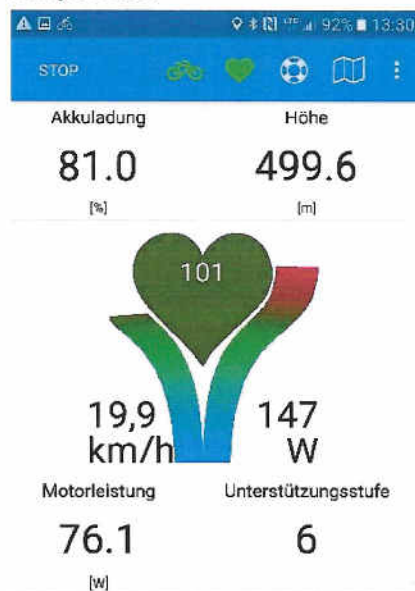 LTE 92% 13:30
STOP
Akkuladung Höhe
81.0 499.6
[%] [m]
101
19,9 147
km/h W
Motorleistung Unterstützungsstufe
76.1 6
[W]